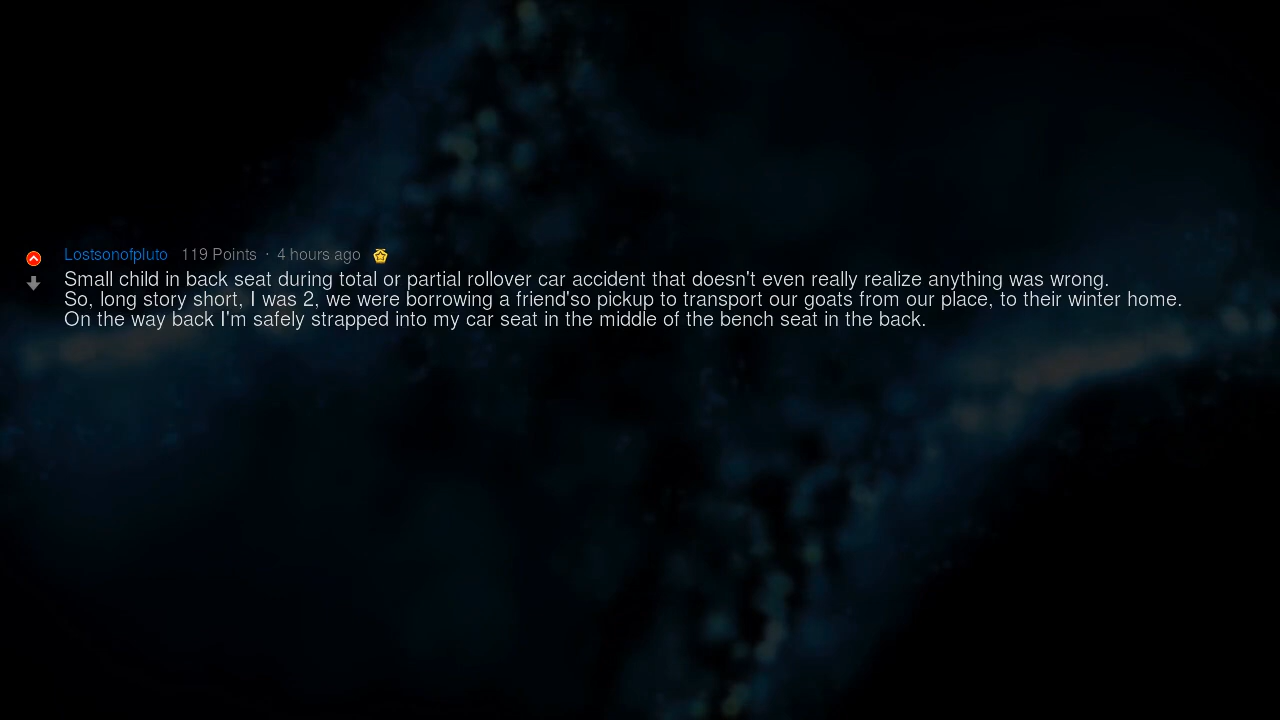 Lostsonofpluto 119 Points · 4 hours ago
Small child in back seat during total or partial rollover car accident that doesn't even really realize anything was wrong.
So, long story short, I was 2, we were borrowing a friend'so pickup to transport our goats from our place, to their winter home.
On the way back I'm safely strapped into my car seat in the middle of the bench seat in the back.